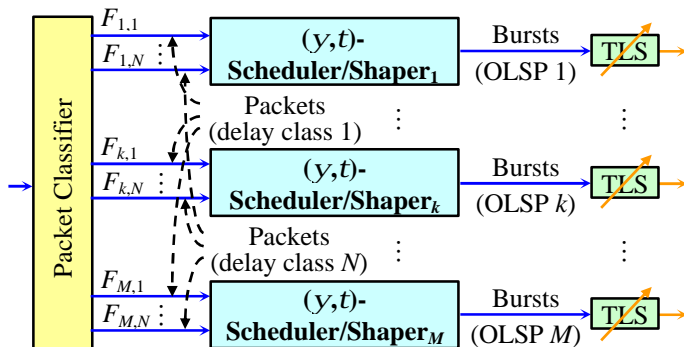 F1,1
(y,t)-
Scheduler/Shaper1
Bursts
(OLSP 1)
TLS
F1,N
Packets
(delay class 1)
Packet Classifier
Fk,1
(y,t)-
Scheduler/Shaperk
Bursts
(OLSP k)
TLS
Fk,N
Packets
(delay class N)
FM,1
(y,t)-
Scheduler/ShaperM
Bursts
(OLSP M)
TLS
FM,N